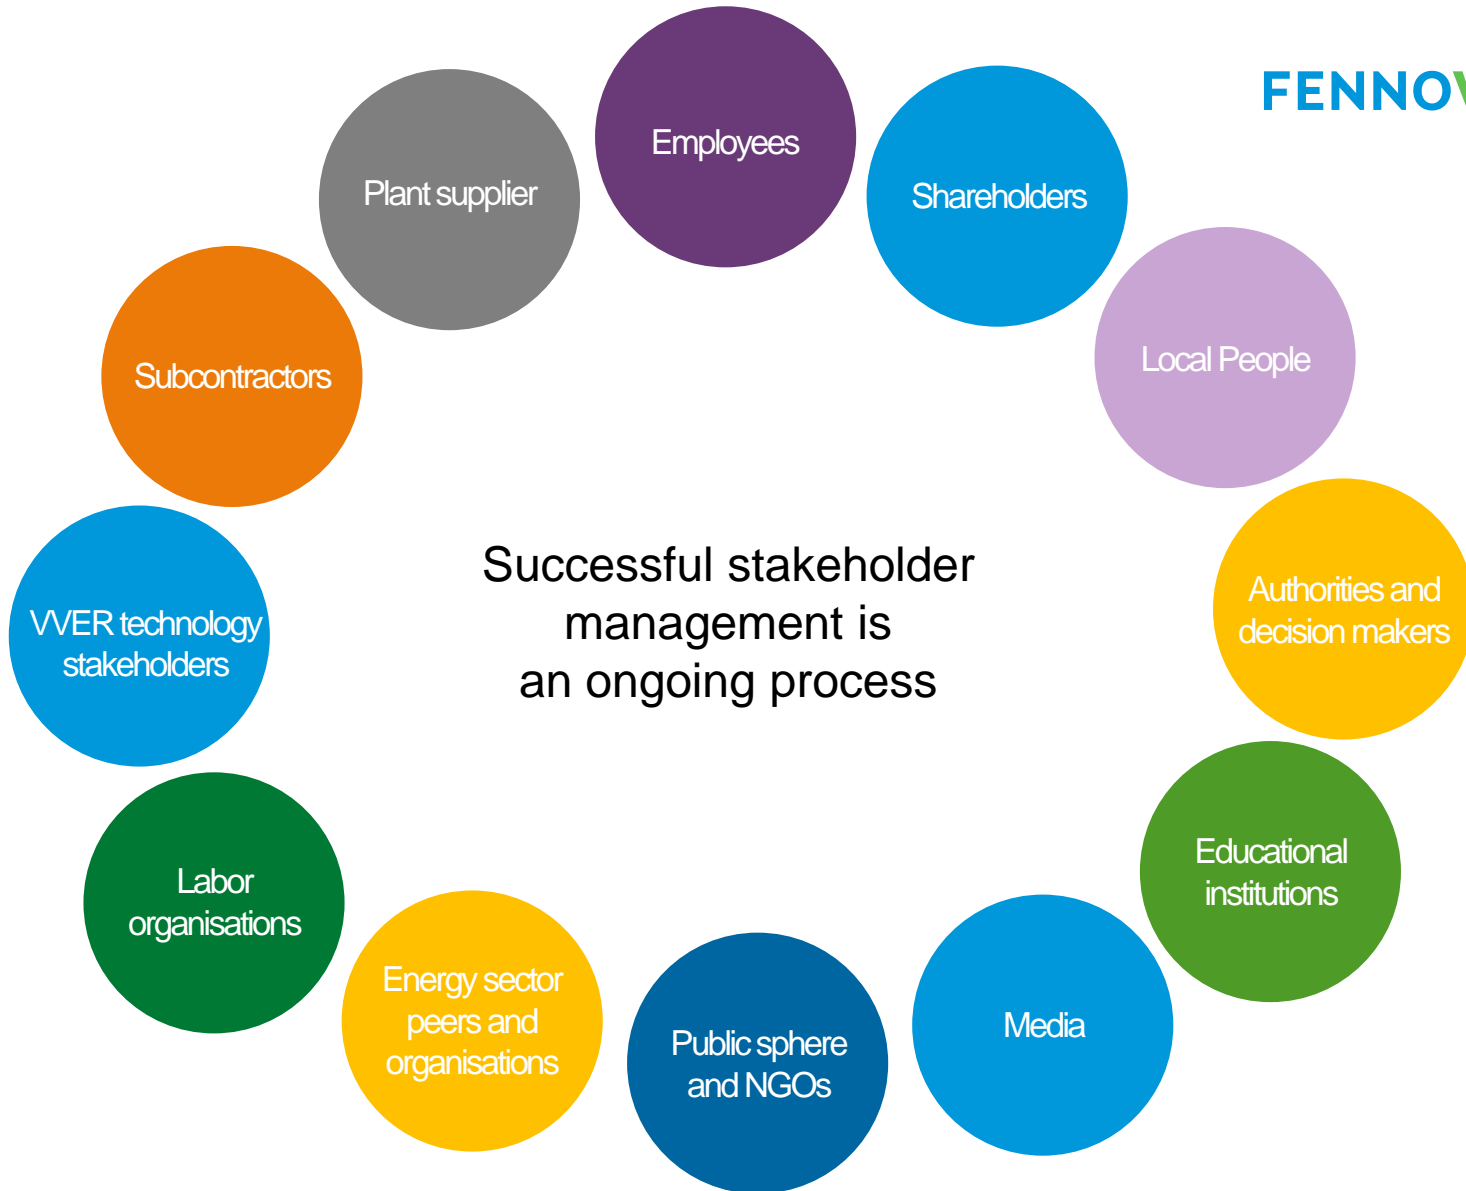 FENNOV
Employees
Shareholders
Plant supplier
Local People
Subcontractors
Authorities and
decision makers
Successful stakeholder
management is
an ongoing process
VVER technology
stakeholders
Educational
institutions
Labor
organisations
Energy sector
peers and
organisations
Media
Public sphere
and NGOs